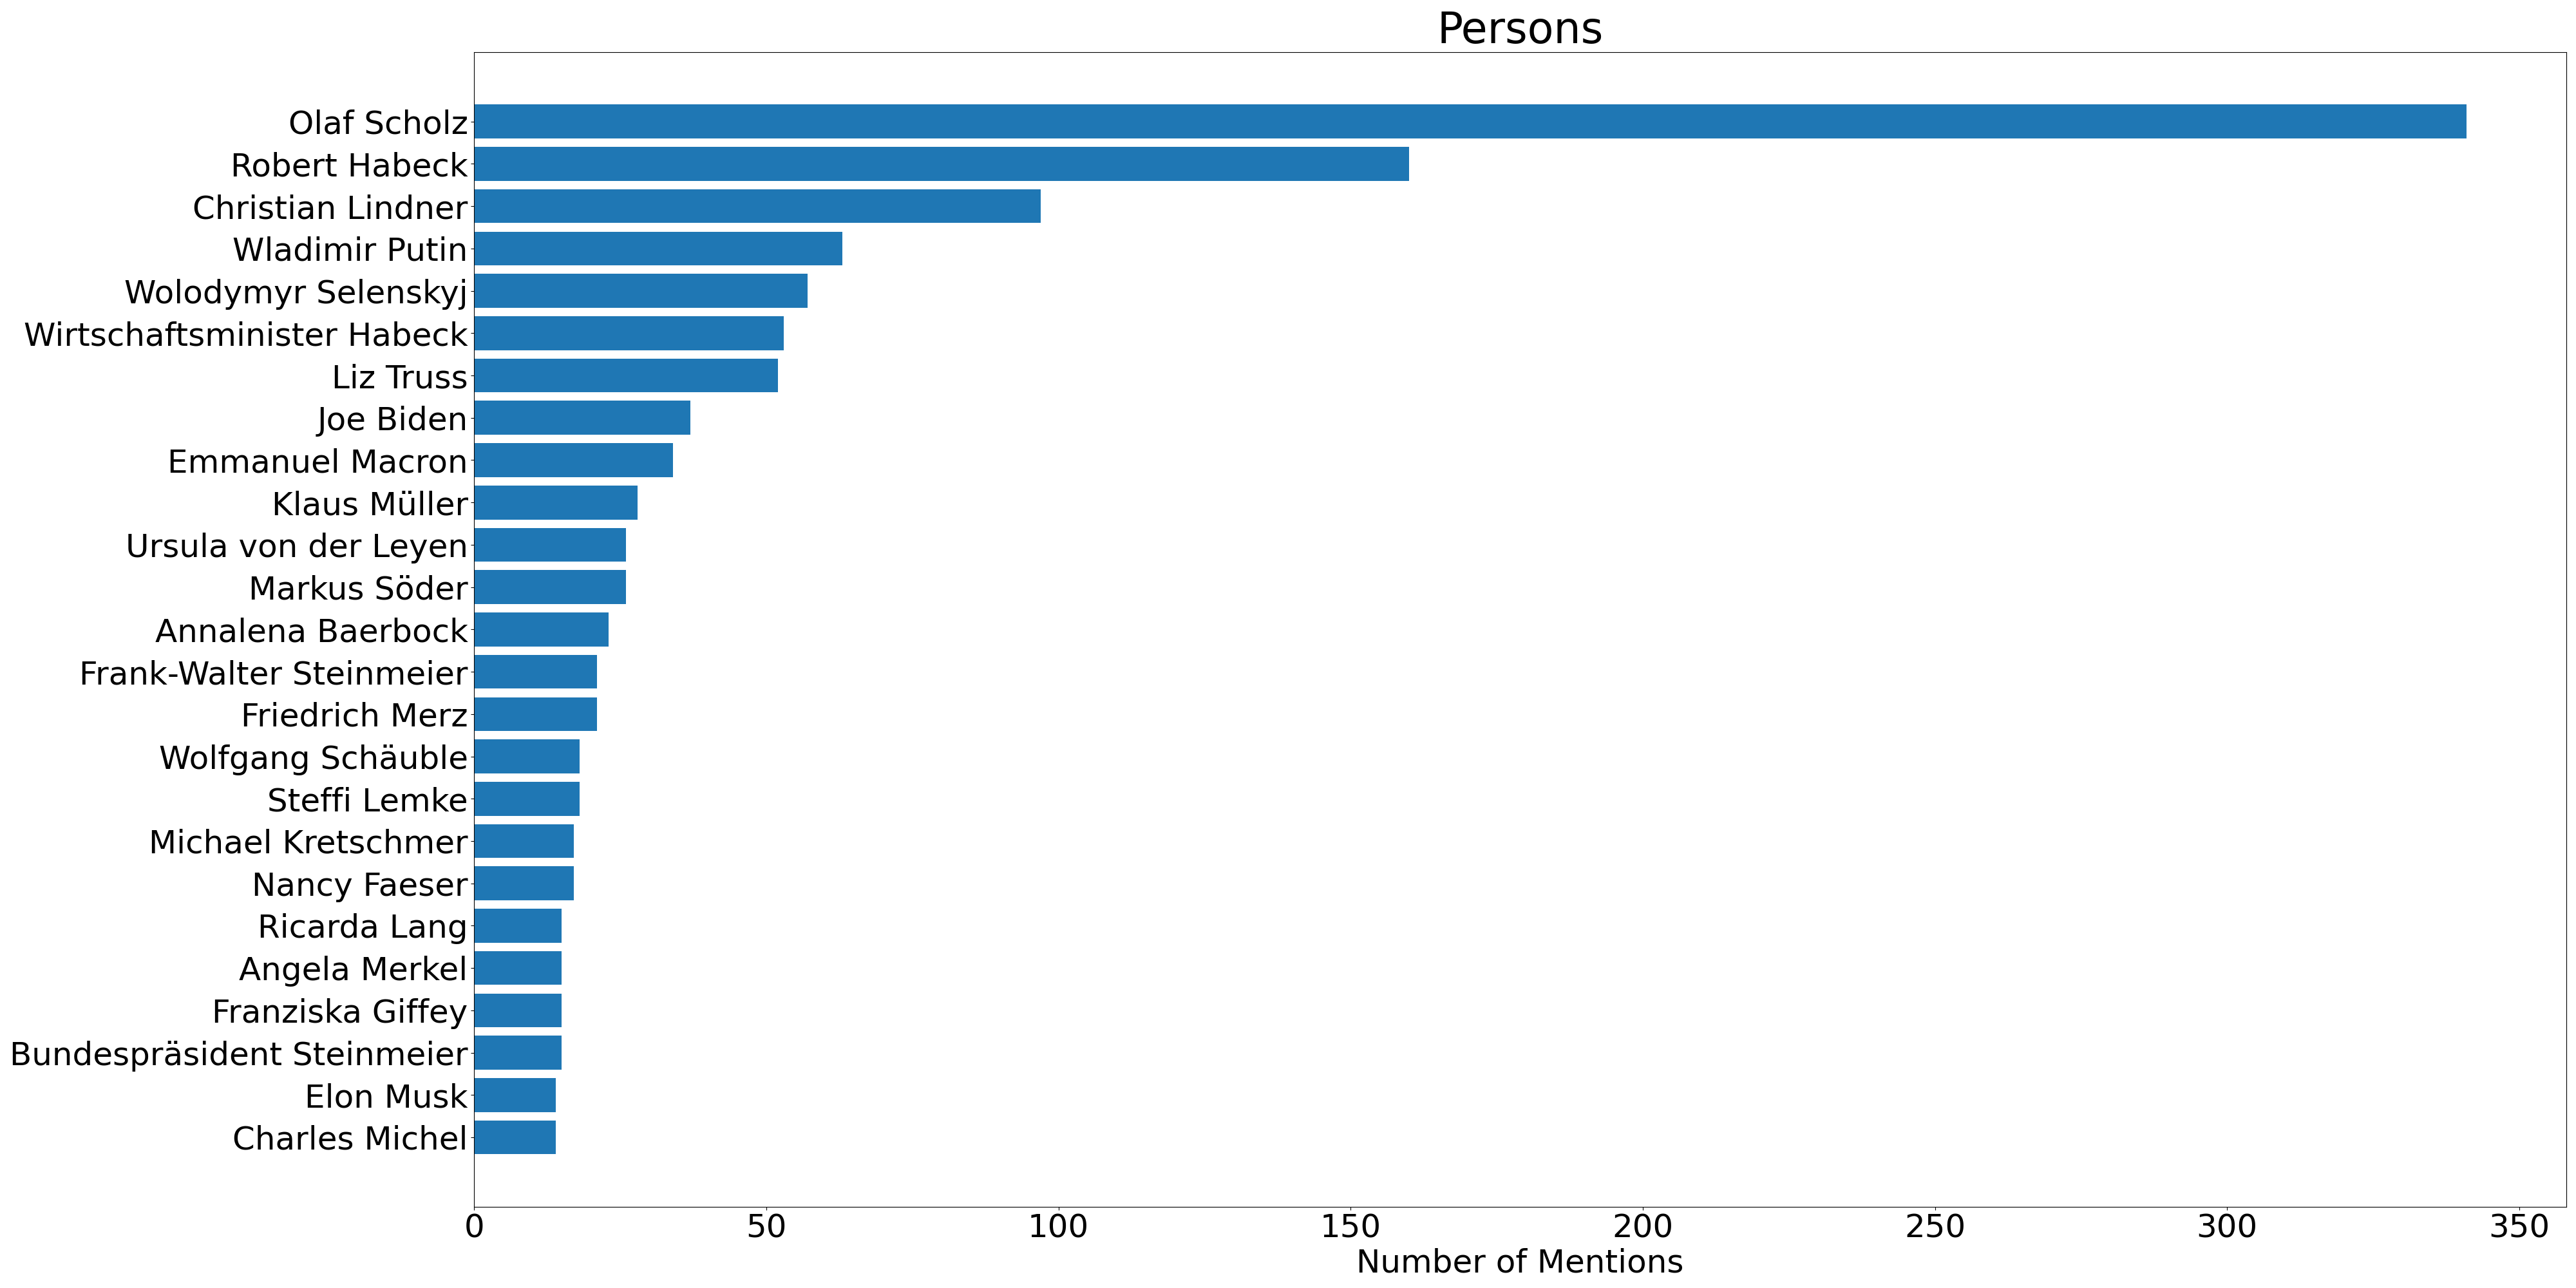 Persons
Olaf Scholz
Robert Habeck
Christian Lindner
Wladimir Putin
Wolodymyr Selenskyj
Wirtschaftsminister Habeck
Liz Truss
Joe Biden
Emmanuel Macron
Klaus Müller
Ursula von der Leyen
Markus Söder
Annalena Baerbock
Frank-Walter Steinmeier
Friedrich Merz
Wolfgang Schäuble
Steffi Lemke
Michael Kretschmer
Nancy Faeser
Ricarda Lang
Angela Merkel
Franziska Giffey
Bundespräsident Steinmeier
Elon Musk
Charles Michel
0 50 100 150 200 250 300 350
Number of Mentions